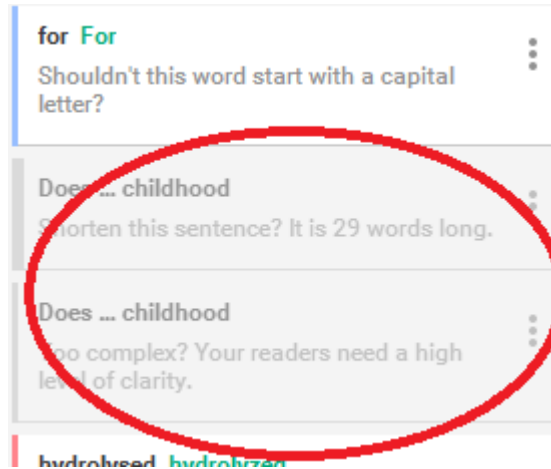 for For
Shouldn't this word start with a capital
letter?
Does ... childhood
Shorten this sentence? It is 29 words long.
Does ... childhood
Too complex? Your readers need a high
level of clarity.
hydrolysed hydrolyzed